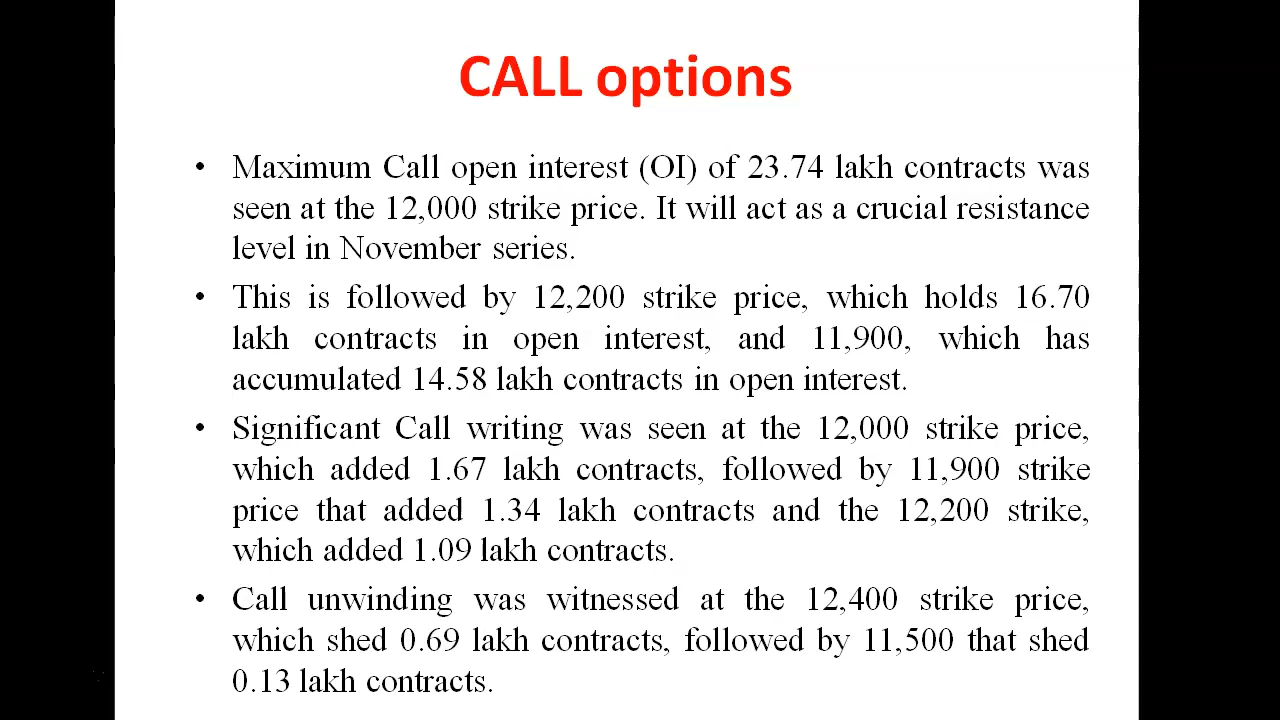 CALL options
• Maximum Call open interest (OI) of 23.74 lakh contracts was
seen at the 12,000 strike price. It will act as a crucial resistance
level in November series.
• This is followed by 12,200 strike price, which holds 16.70
lakh contracts in open interest, and 11,900, which has
accumulated 14.58 lakh contracts in open interest.
• Significant Call writing was seen at the 12,000 strike price,
which added 1.67 lakh contracts, followed by 11,900 strike
price that added 1.34 lakh contracts and the 12,200 strike,
which added 1.09 lakh contracts.
• Call unwinding was witnessed at the 12,400 strike price,
which shed 0.69 lakh contracts, followed by 11,500 that shed
0.13 lakh contracts.